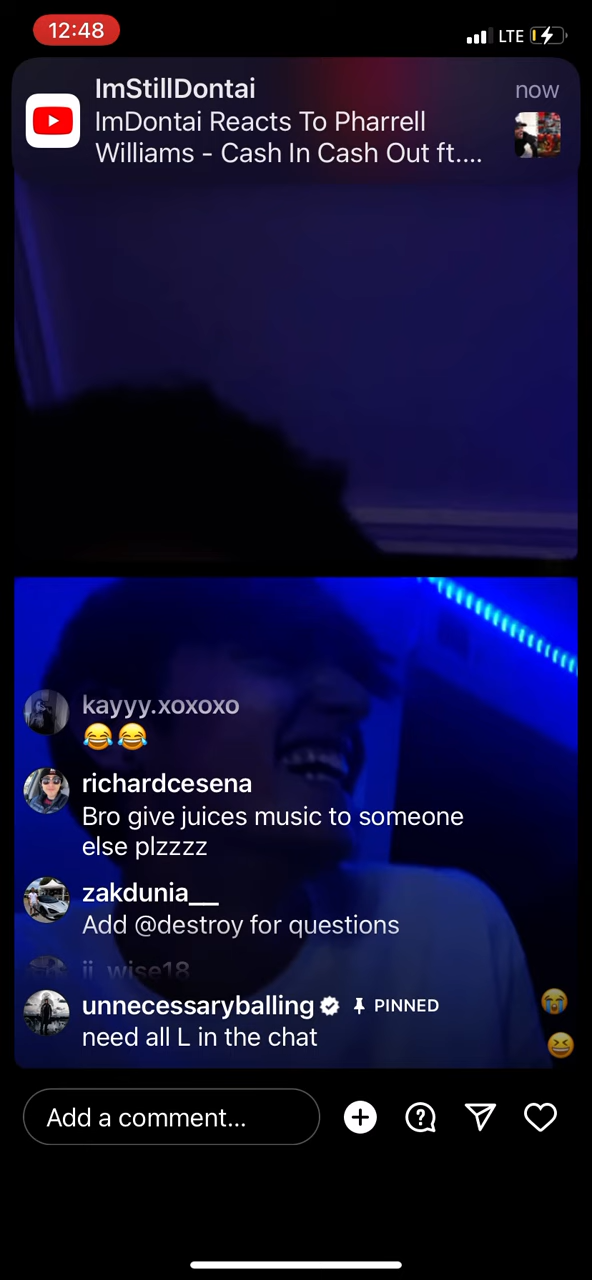 12:48
LTE
ImStillDontai
now
ImDontai Reacts To Pharrell
Williams - Cash In Cash Out ft....
kayyy.xoxoxo
😂😂
richardcesena
Bro give juices music to someone
else plzzzz
zakdunia__
Add @destroy for questions
ji_wise18
unnecessaryballing PINNED
need all L in the chat
Add a comment...